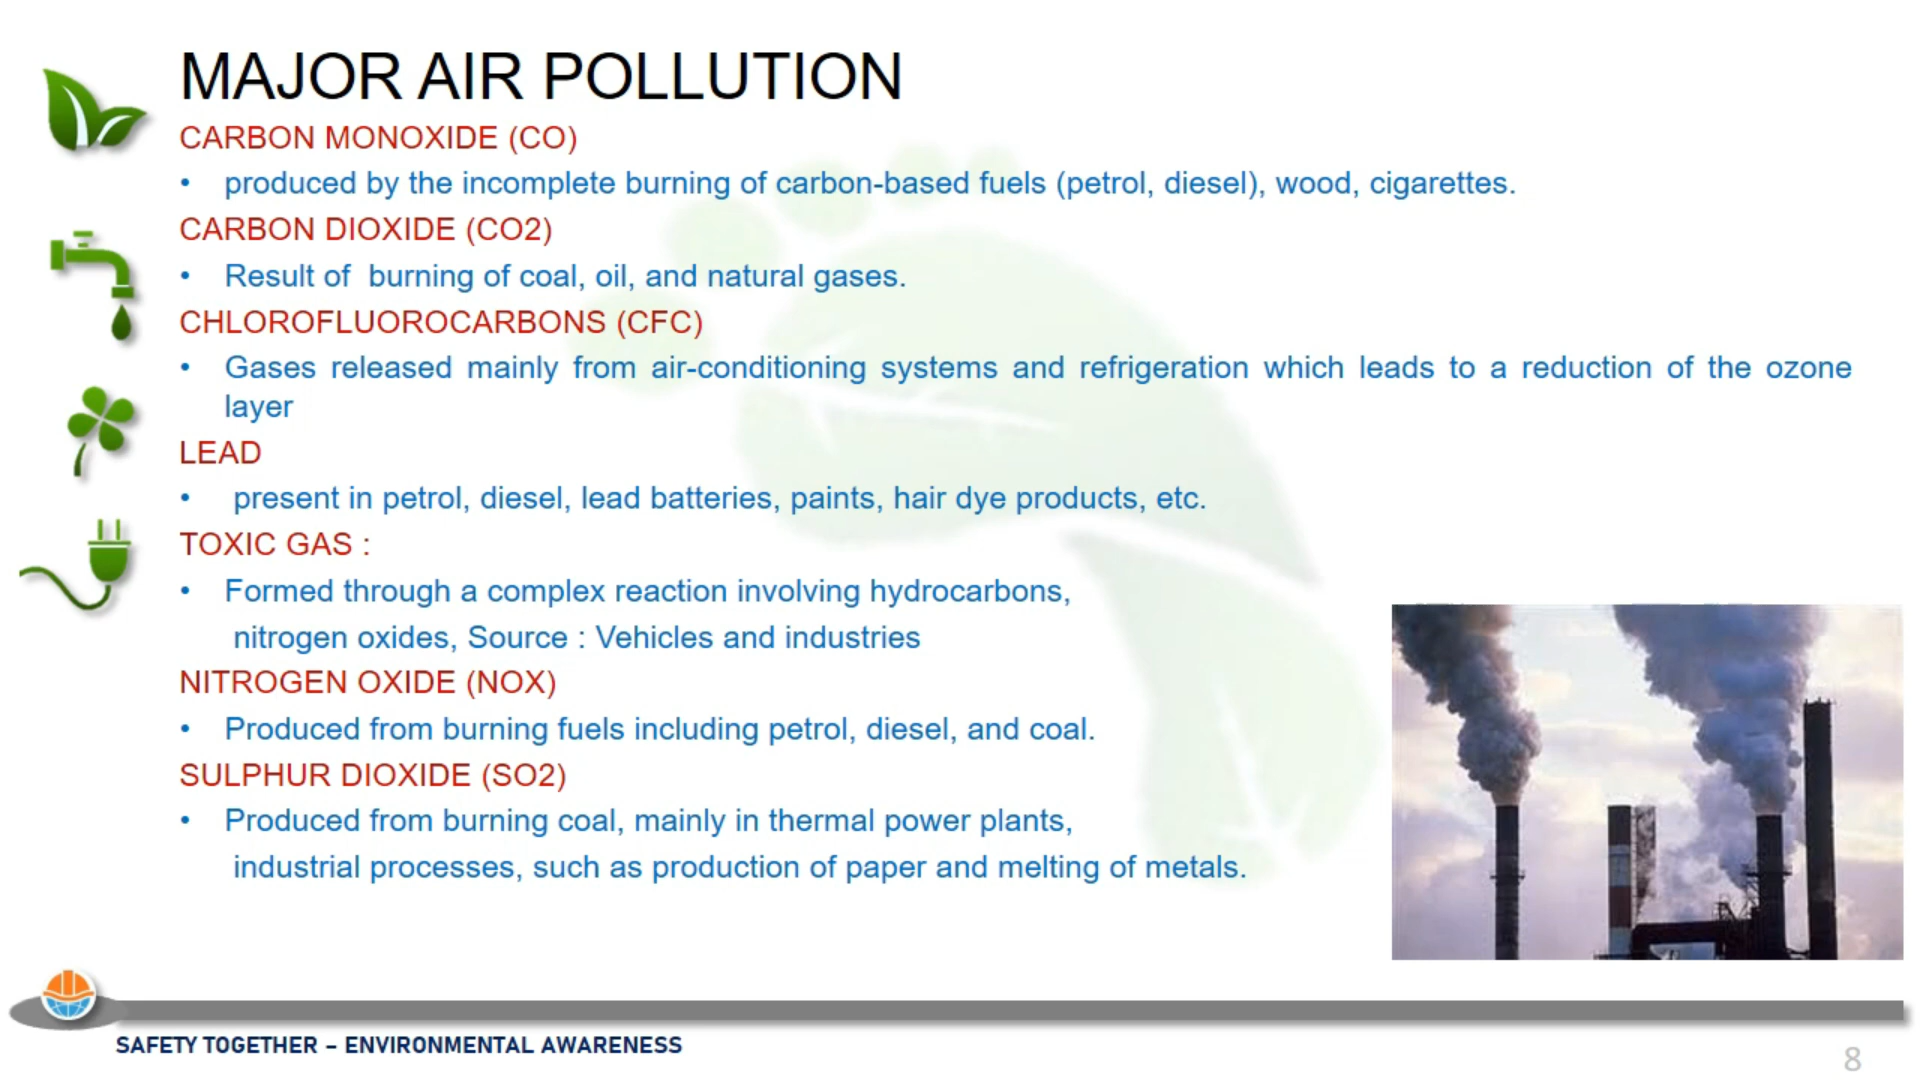 MAJOR AIR POLLUTION
CARBON MONOXIDE (CO)
• produced by the incomplete burning of carbon-based fuels (petrol, diesel), wood, cigarettes.
CARBON DIOXIDE (CO2)
• Result of  burning of coal, oil, and natural gases.
CHLOROFLUOROCARBONS (CFC)
• Gases released mainly from air-conditioning systems and refrigeration which leads to a reduction of the ozone
layer
LEAD
• present in petrol, diesel, lead batteries, paints, hair dye products, etc.
TOXIC GAS :
• Formed through a complex reaction involving hydrocarbons,
nitrogen oxides, Source : Vehicles and industries
NITROGEN OXIDE (NOX)
• Produced from burning fuels including petrol, diesel, and coal.
SULPHUR DIOXIDE (SO2)
• Produced from burning coal, mainly in thermal power plants,
industrial processes, such as production of paper and melting of metals.
SAFETY TOGETHER – ENVIRONMENTAL AWARENESS
8